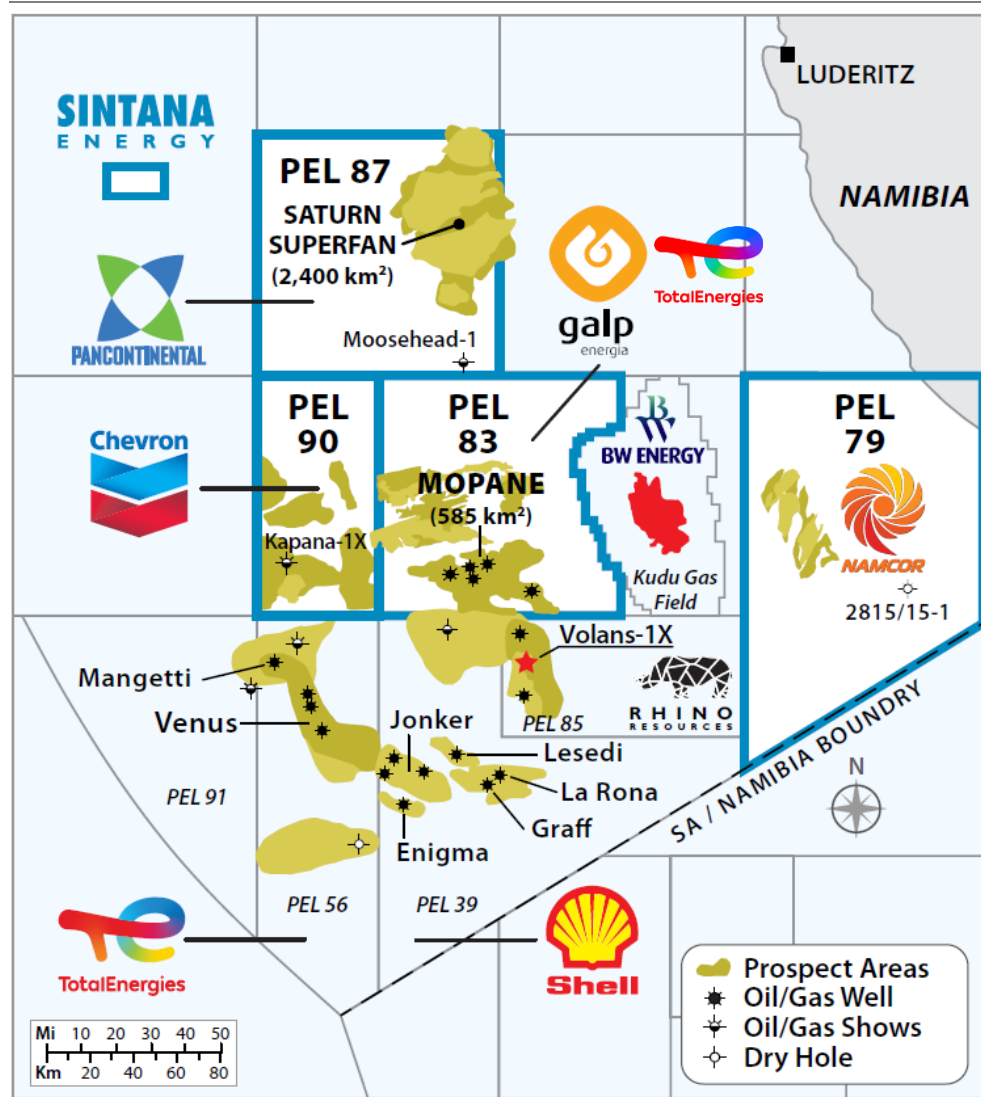 LUDERITZ
SINTANA
ENERGY
NAMIBIA
PEL 87
SATURN
SUPERFAN
(2,400 km²)
PANCONTINENTAL
Moosehead-1
galp
energia
TotalEnergies
Chevron
PEL
90
Kapana-1X
PEL
83
MOPANE
(585 km²)
BW ENERGY
Kudu Gas
Field
PEL
79
NAMCOR
2815/15-1
Mangetti
Venus
Volans-1X
PEL 85
RHINO
RESOURCES
Jonker
Lesedi
La Rona
Graff
Enigma
PEL 91
PEL 56
PEL 39
SA / NAMIBIA BOUNDRY
N
TotalEnergies
Shell
Mi 10 20 30 40 50
Km 20 40 60 80
Prospect Areas
Oil/Gas Well
Oil/Gas Shows
Dry Hole